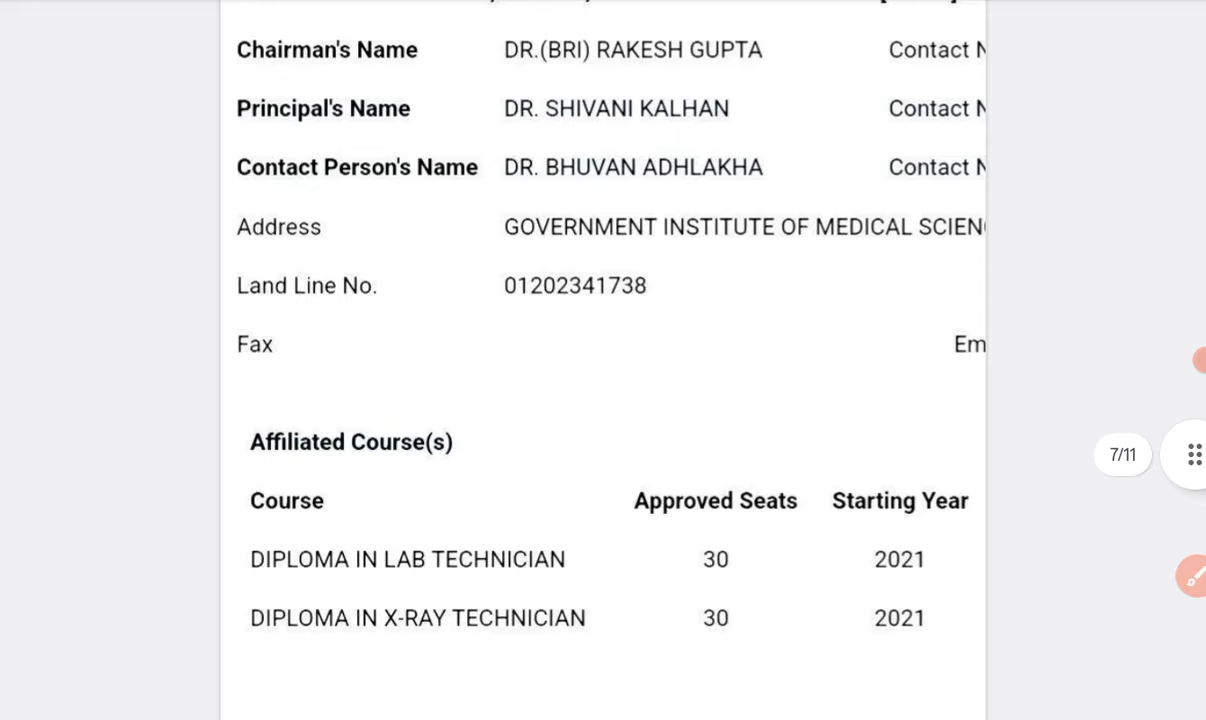 Chairman's Name DR.(BRI) RAKESH GUPTA Contact
Principal's Name DR. SHIVANI KALHAN Contact
Contact Person's Name DR. BHUVAN ADHLAKHA Contact
Address GOVERNMENT INSTITUTE OF MEDICAL
Land Line No. 01202341738
Fax Em
Affiliated Course(s)
Course Approved Seats Starting Year
DIPLOMA IN LAB TECHNICIAN 30 2021
7/11
DIPLOMA IN X-RAY TECHNICIAN 30 2021